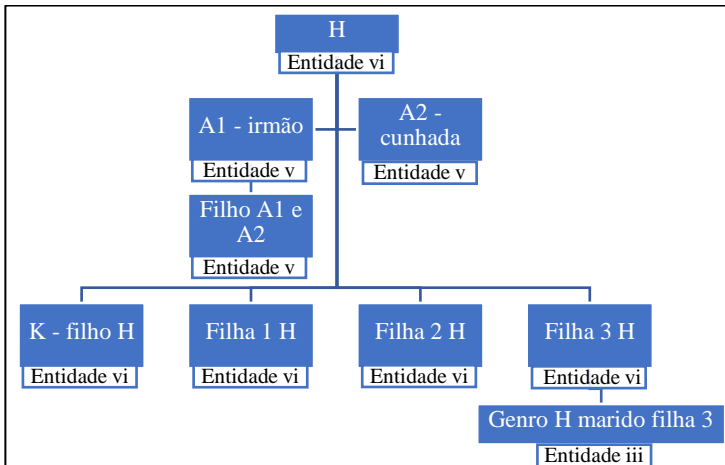 H
Entidade vi
A1 - irmão
Entidade v
A2 -
cunhada
Entidade v
Filho A1 e
A2
Entidade v
K - filho H
Entidade vi
Filha 1 H
Entidade vi
Filha 2 H
Entidade vi
Filha 3 H
Entidade vi
Genro H marido filha 3
Entidade iii